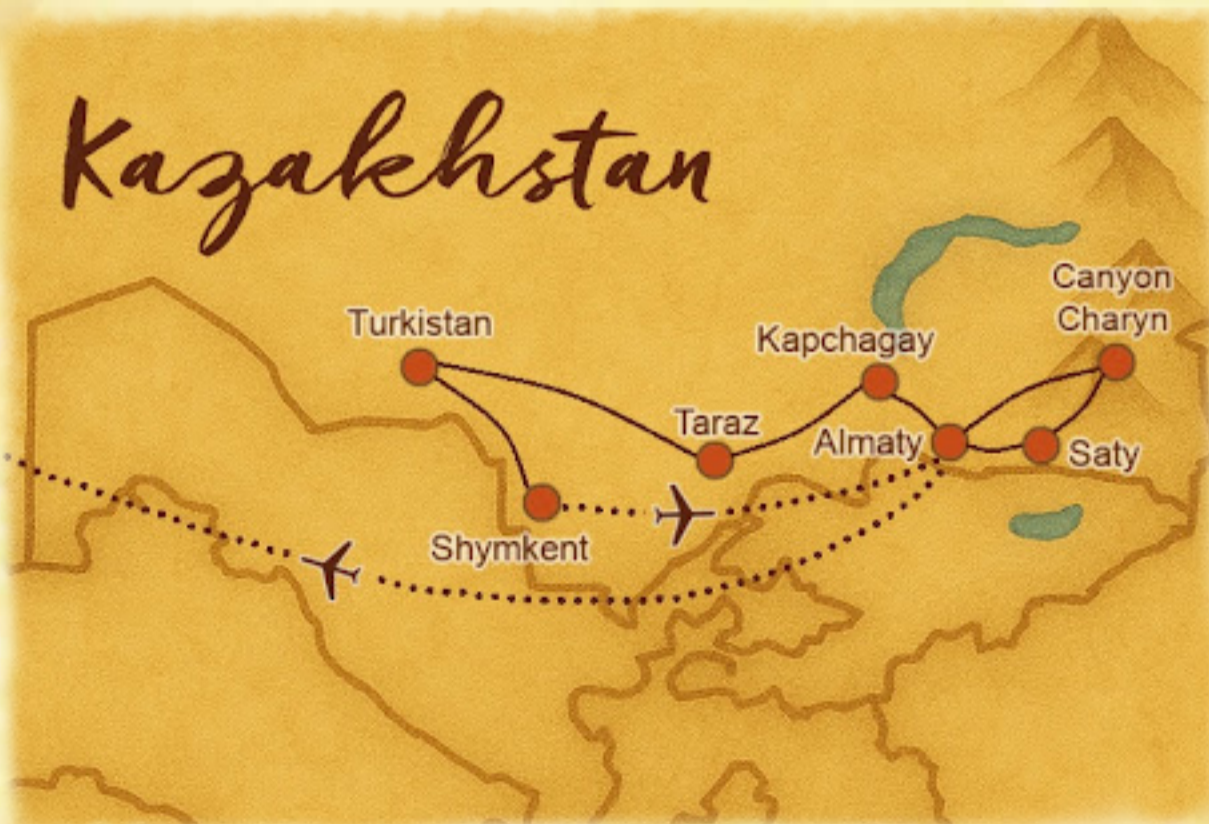 Kazakhstan
Canyon
Charyn
Turkistan
Kapchagay
Taraz
Almaty
Saty
Shymkent